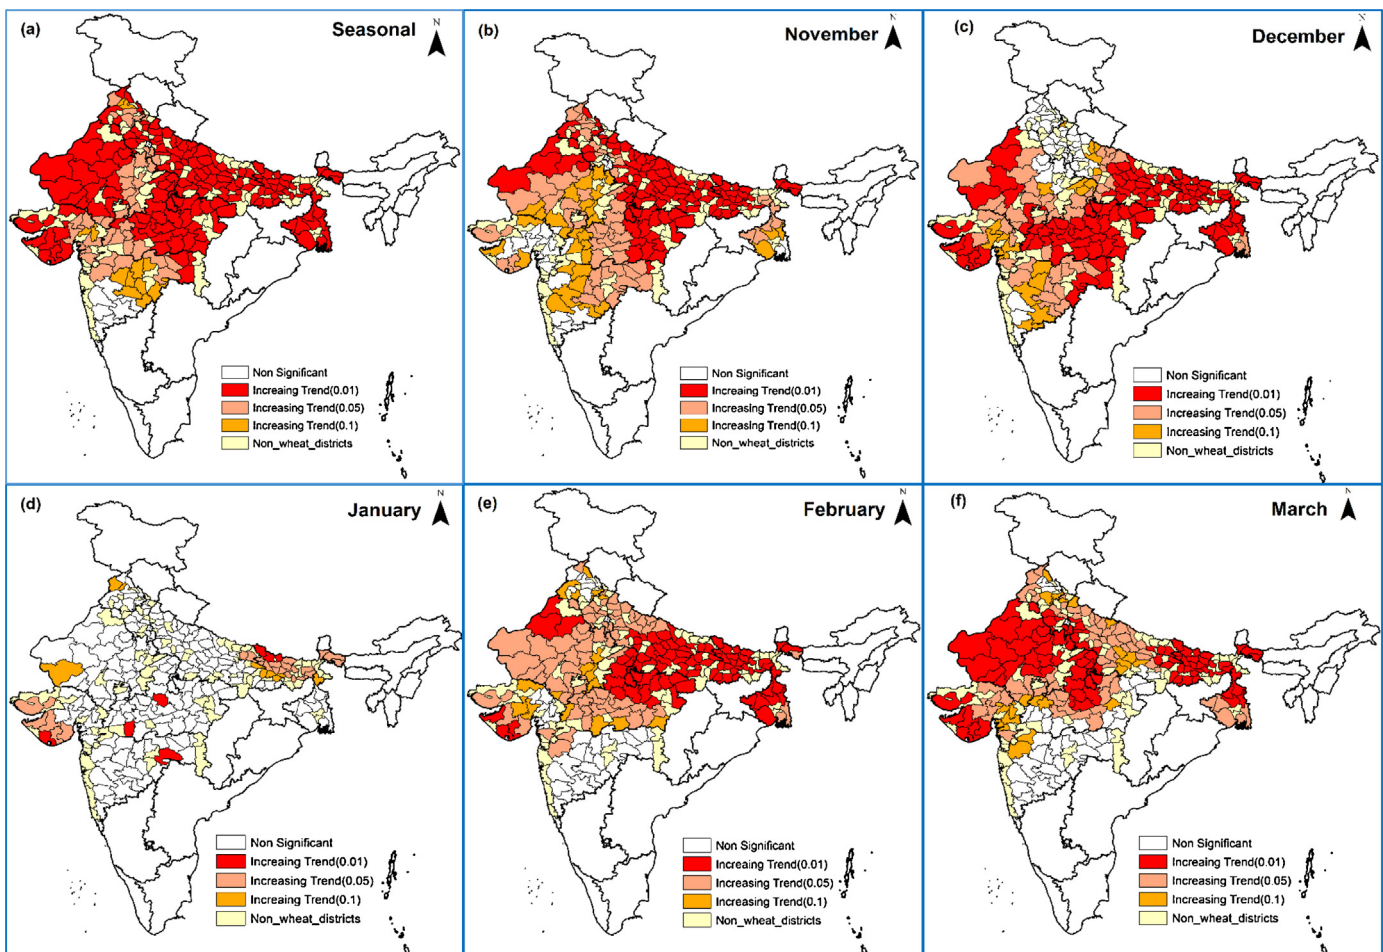 (a)
Seasonal
N
Non Significant
Increaing Trend(0.01)
Increasing Trend(0.05)
Increasing Trend(0.1)
Non_wheat_districts
(b)
November
N
Non Significant
Increaing Trend(0.01)
Increasing Trend(0.05)
Increasing Trend(0.1)
Non_wheat_districts
(c)
December
N
Non Significant
Increaing Trend(0.01)
Increasing Trend(0.05)
Increasing Trend(0.1)
Non_wheat_districts
(d)
January
N
Non Significant
Increaing Trend(0.01)
Increasing Trend(0.05)
Increasing Trend(0.1)
Non_wheat_districts
(e)
February
N
Non Significant
Increaing Trend(0.01)
Increasing Trend(0.05)
Increasing Trend(0.1)
Non_wheat_districts
(f)
March
N
Non Significant
Increaing Trend(0.01)
Increasing Trend(0.05)
Increasing Trend(0.1)
Non_wheat_districts